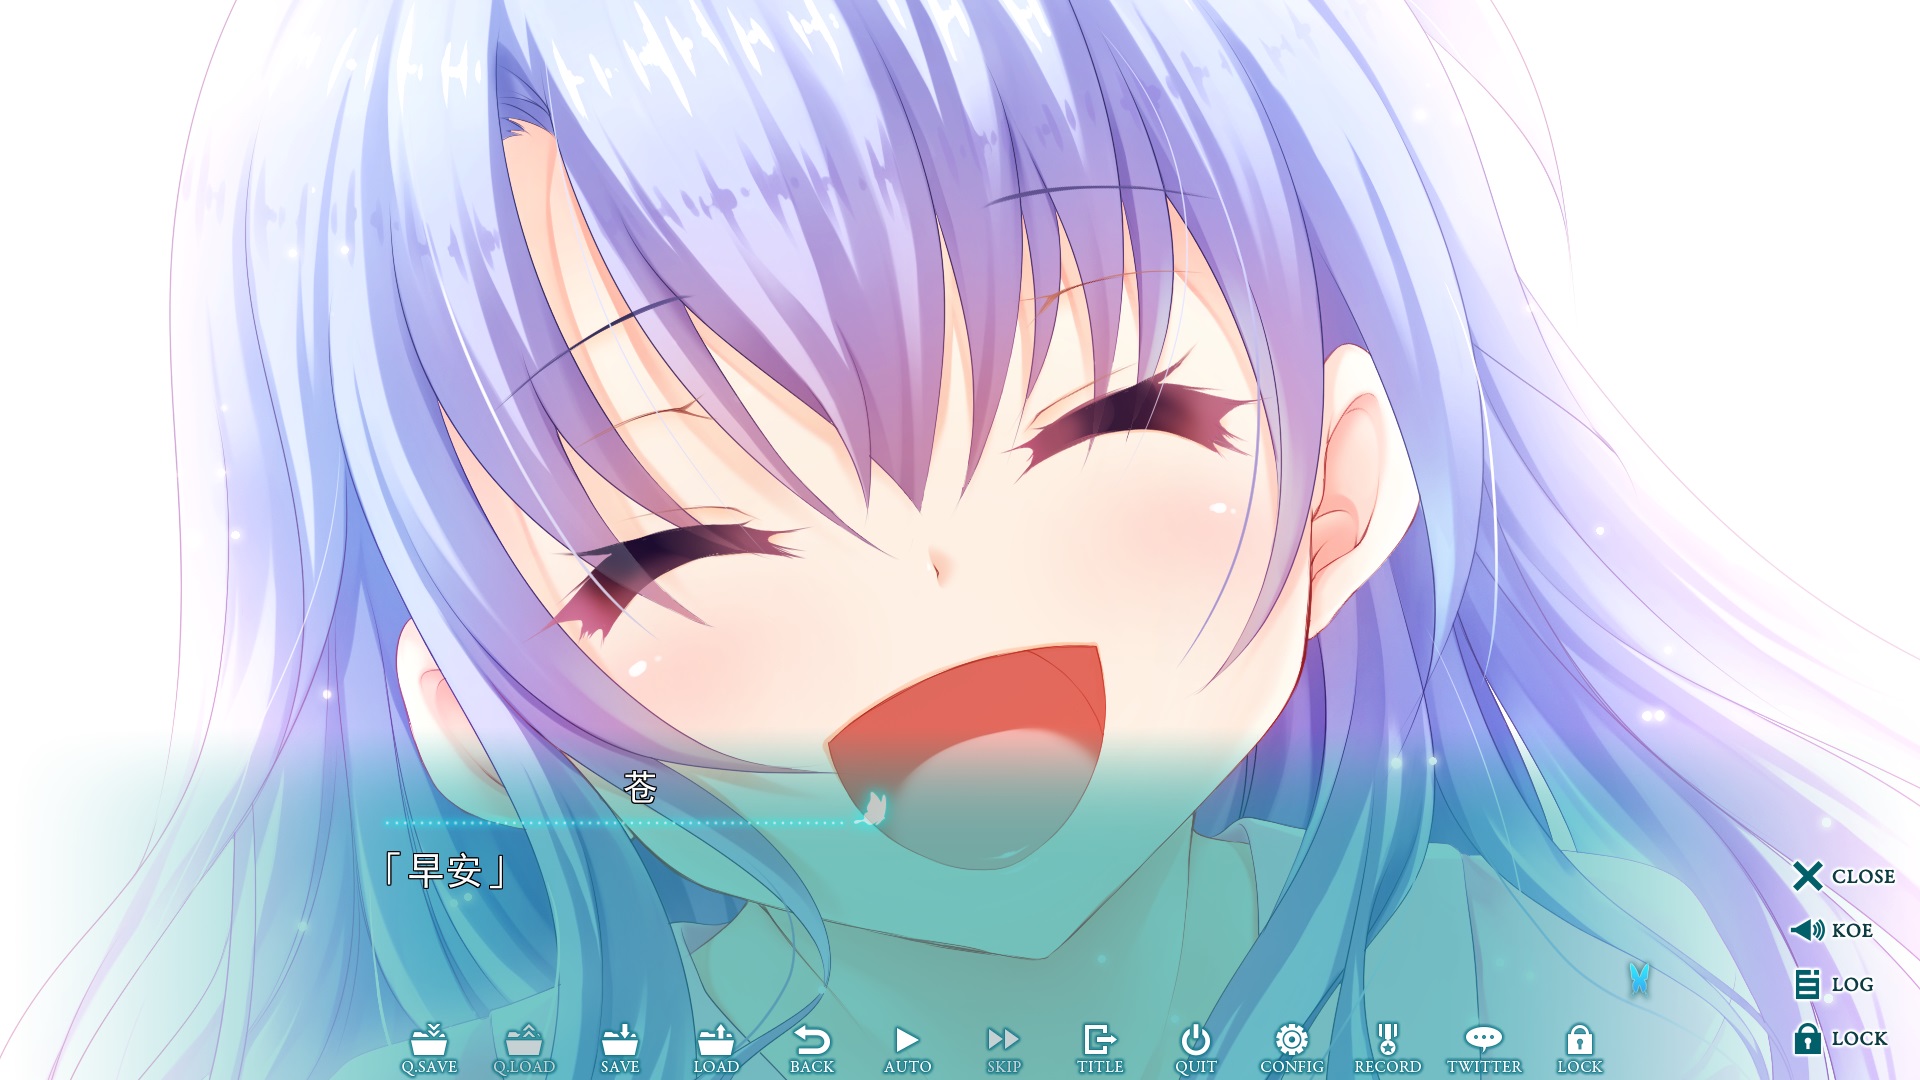 苍
「早安」
CLOSE
KOE
LOG
LOCK
Q.SAVE
Q.LOAD
SAVE
LOAD
BACK
AUTO
SKIP
TITLE
QUIT
CONFIG
RECORD
TWITTER
LOCK